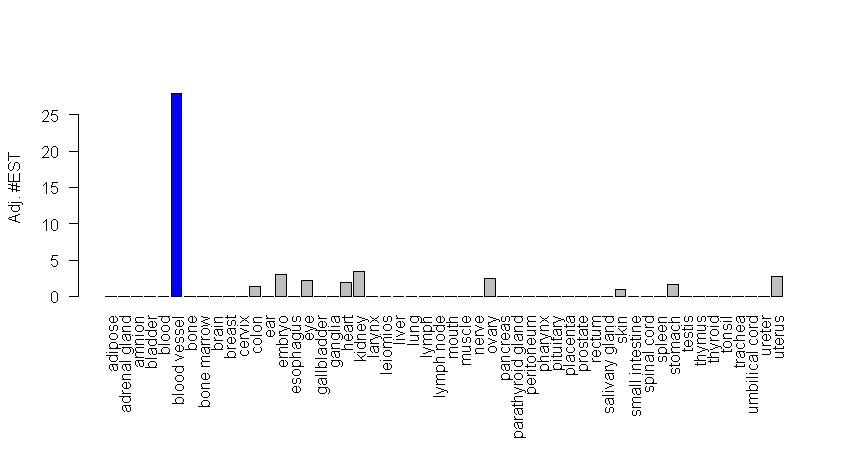 Adj. #EST
25
20
15
10
5
0
adipose
adrenal gland
amnion
bladder
blood
blood vessel
bone
bone marrow
brain
breast
cervix
colon
ear
embryo
esophagus
eye
gallbladder
ganglia
heart
kidney
larynx
leiomios
liver
lung
lymph
lymph node
mouth
muscle
nerve
ovary
pancreas
parathyroid gland
peritoneum
pharynx
pituitary
placenta
prostate
rectum
salivary gland
skin
small intestine
spinal cord
spleen
stomach
testis
thymus
thyroid
tonsil
trachea
umbilical cord
ureter
uterus